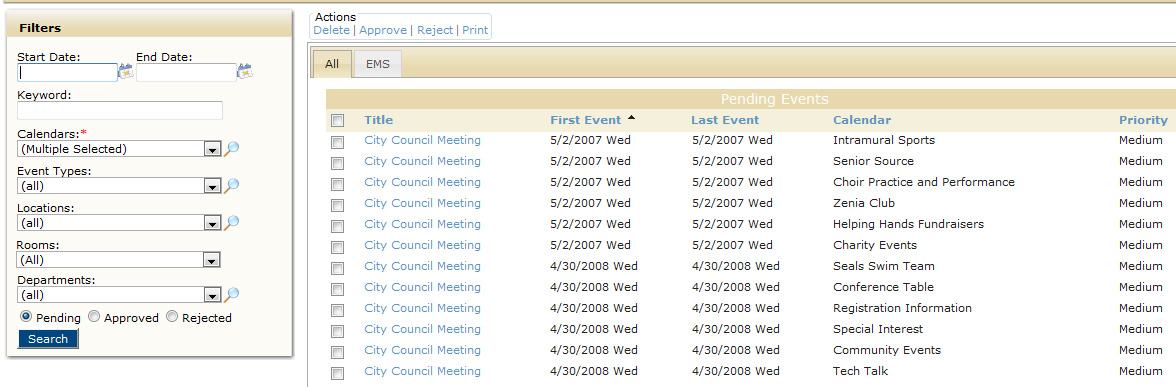 Filters
Start Date: End Date:
Keyword:
Calendars:*
(Multiple Selected)
Event Types:
(all)
Locations:
(all)
Rooms:
(All)
Departments:
(all)
Pending Approved Rejected
Search
Actions
Delete | Approve | Reject | Print
All EMS
Pending Events
Title First Event Last Event Calendar Priority
City Council Meeting 5/2/2007 Wed 5/2/2007 Wed Intramural Sports Medium
City Council Meeting 5/2/2007 Wed 5/2/2007 Wed Senior Source Medium
City Council Meeting 5/2/2007 Wed 5/2/2007 Wed Choir Practice and Performance Medium
City Council Meeting 5/2/2007 Wed 5/2/2007 Wed Zenia Club Medium
City Council Meeting 5/2/2007 Wed 5/2/2007 Wed Helping Hands Fundraisers Medium
City Council Meeting 5/2/2007 Wed 5/2/2007 Wed Charity Events Medium
City Council Meeting 4/30/2008 Wed 4/30/2008 Wed Seals Swim Team Medium
City Council Meeting 4/30/2008 Wed 4/30/2008 Wed Conference Table Medium
City Council Meeting 4/30/2008 Wed 4/30/2008 Wed Registration Information Medium
City Council Meeting 4/30/2008 Wed 4/30/2008 Wed Special Interest Medium
City Council Meeting 4/30/2008 Wed 4/30/2008 Wed Community Events Medium
City Council Meeting 4/30/2008 Wed 4/30/2008 Wed Tech Talk Medium